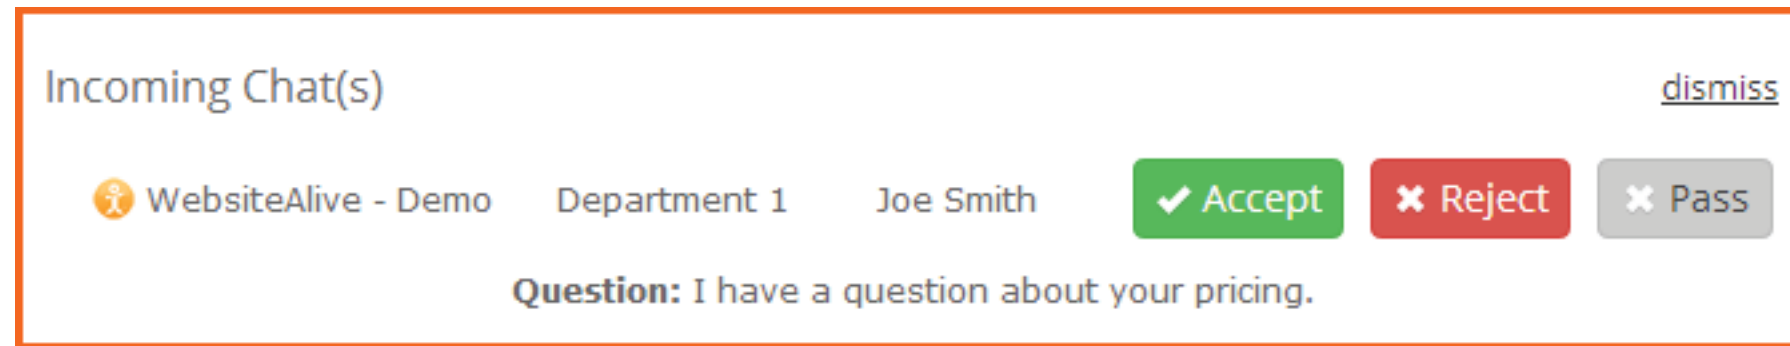 Incoming Chat(s) dismiss
WebsiteAlive - Demo Department 1 Joe Smith Accept Reject Pass
Question: I have a question about your pricing.